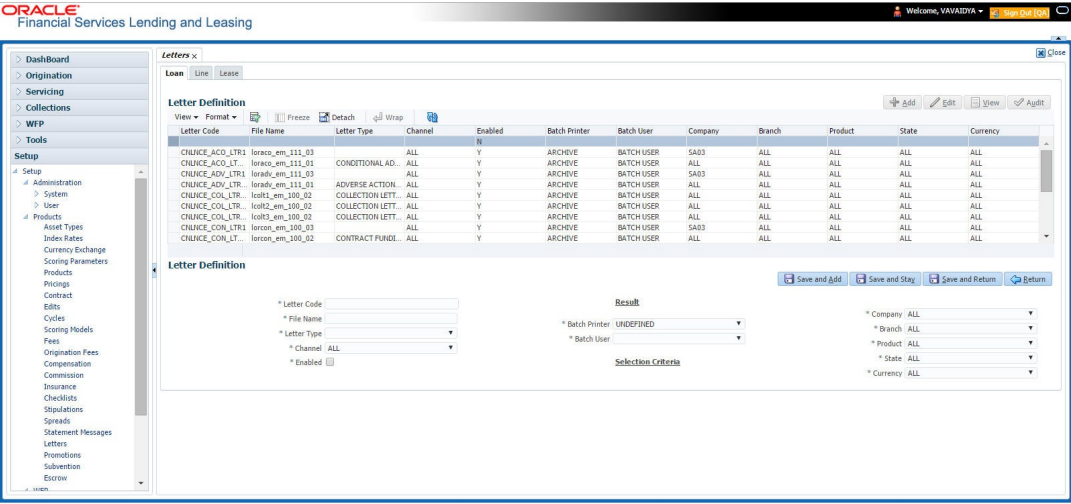 ORACLE
Financial Services Lending and Leasing
Welcome, VAVAIDYA
Sign Out [QA]
Close
DashBoard
Origination
Servicing
Collections
WFP
Tools
Setup
Setup
Administration
System
User
Products
Asset Types
Index Rates
Currency Exchange
Scoring Parameters
Products
Pricings
Contract
Edits
Cycles
Scoring Models
Fees
Origination Fees
Compensation
Commission
Insurance
Checklists
Stipulations
Spreads
Statement Messages
Letters
Promotions
Subvention
Escrow
WFP
Letters x
Loan Line Lease
Letter Definition
Add Edit View Audit
View Format Freeze Detach Wrap
Letter Code File Name Letter Type Channel Enabled Batch Printer Batch User Company Branch Product State Currency
N
CNLNCE_ACO_LTR1 loraco_em_111_03 ALL Y ARCHIVE BATCH USER SA03 ALL ALL ALL ALL
CNLNCE_ACO_LT... loraco_em_111_01 CONDITIONAL AD... ALL Y ARCHIVE BATCH USER ALL ALL ALL ALL ALL
CNLNCE_ADV_LTR1 loradv_em_111_03 ALL Y ARCHIVE BATCH USER SA03 ALL ALL ALL ALL
CNLNCE_ADV_LTR... loradv_em_111_01 ADVERSE ACTION... ALL Y ARCHIVE BATCH USER ALL ALL ALL ALL ALL
CNLNCE_COL_LTR... lcolt1_em_100_02 COLLECTION LETT... ALL Y ARCHIVE BATCH USER ALL ALL ALL ALL ALL
CNLNCE_COL_LTR... lcolt2_em_100_02 COLLECTION LETT... ALL Y ARCHIVE BATCH USER ALL ALL ALL ALL ALL
CNLNCE_COL_LTR... lcolt3_em_100_02 COLLECTION LETT... ALL Y ARCHIVE BATCH USER ALL ALL ALL ALL ALL
CNLNCE_CON_LTR1 lorcon_em_100_03 ALL Y ARCHIVE BATCH USER SA03 ALL ALL ALL ALL
CNLNCE_CON_LT... lorcon_em_100_02 CONTRACT FUNDI... ALL Y ARCHIVE BATCH USER ALL ALL ALL ALL ALL
Letter Definition
Save and Add Save and Stay Save and Return Return
* Letter Code
* File Name
* Letter Type
* Channel ALL
* Enabled
Result
* Batch Printer UNDEFINED
* Batch User
Selection Criteria
* Company ALL
* Branch ALL
* Product ALL
* State ALL
* Currency ALL